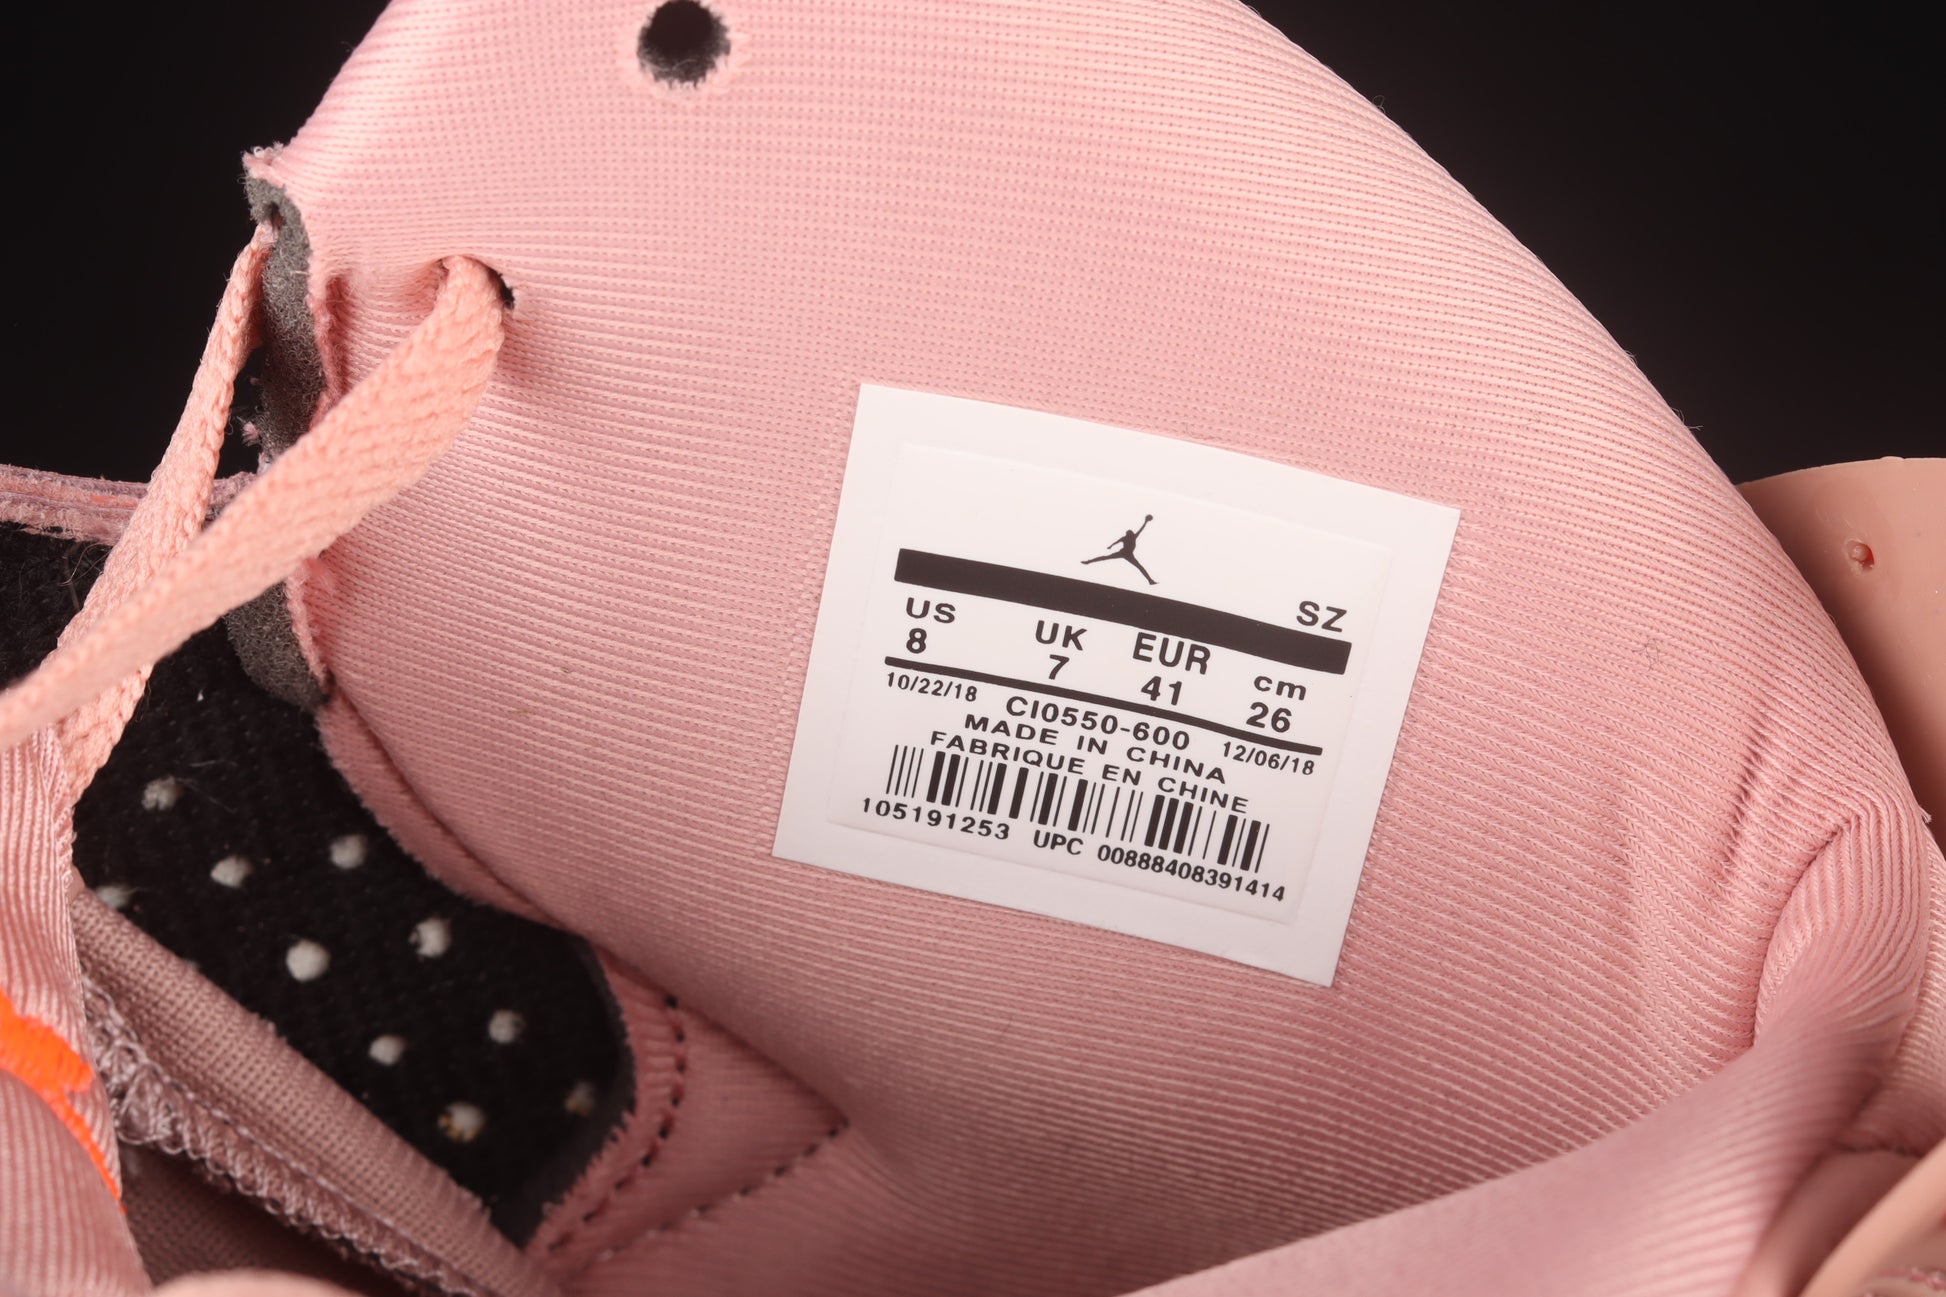 SZ
US UK EUR cm
8 7 41 26
10/22/18 CI0550-600 12/06/18
MADE IN CHINA
FABRIQUE EN CHINE
105191253 UPC 00888408391414